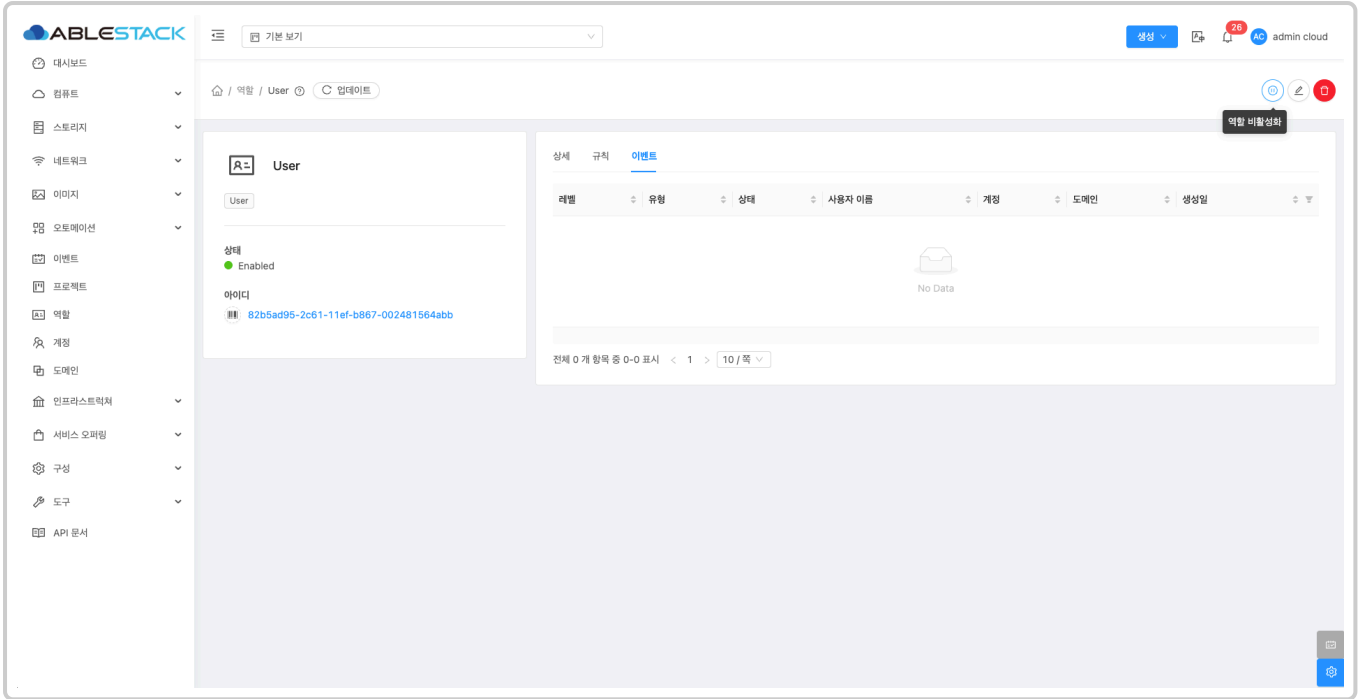 ABLESTACK
기본 보기
생성
26
AC
admin cloud
대시보드
컴퓨트
스토리지
네트워크
이미지
오토메이션
이벤트
프로젝트
역할
계정
도메인
인프라스트럭쳐
서비스 오퍼링
구성
도구
API 문서
/ 역할 / User
업데이트
역할 비활성화
User
User
상태
Enabled
아이디
82b5ad95-2c61-11ef-b867-002481564abb
상세 규칙 이벤트
레벨 유형 상태 사용자 이름 계정 도메인 생성일
No Data
전체 0 개 항목 중 0-0 표시 < 1 > 10 / 쪽